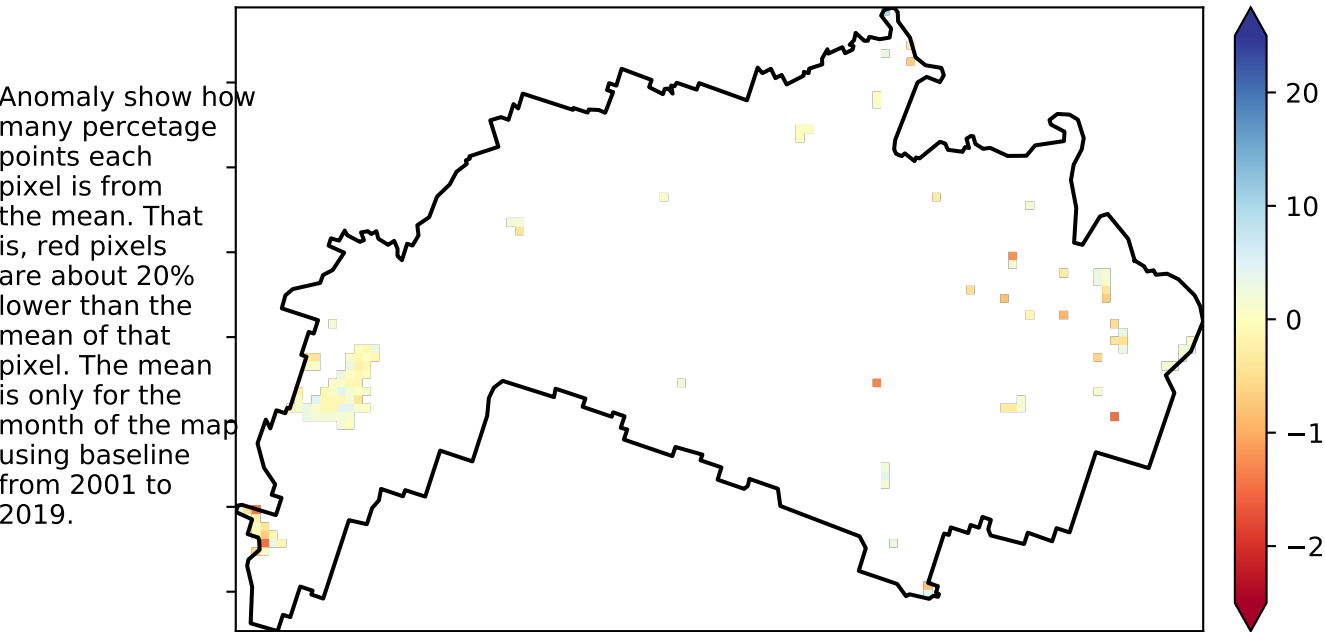 Anomaly show how
many percetage
points each
pixel is from
the mean. That
is, red pixels
are about 20%
lower than the
mean of that
pixel. The mean
is only for the
month of the map
using baseline
from 2001 to
2019.
20
10
0
−1
−2